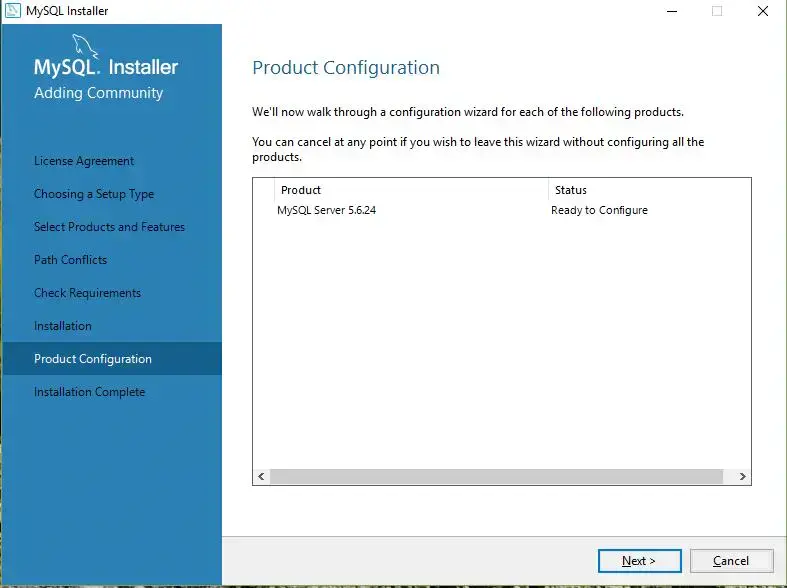 MySQL Installer
MySQL. Installer
Adding Community
License Agreement
Choosing a Setup Type
Select Products and Features
Path Conflicts
Check Requirements
Installation
Product Configuration
Installation Complete
Product Configuration
We'll now walk through a configuration wizard for each of the following products.
You can cancel at any point if you wish to leave this wizard without configuring all the
products.
Product Status
MySQL Server 5.6.24 Ready to Configure
Next > Cancel